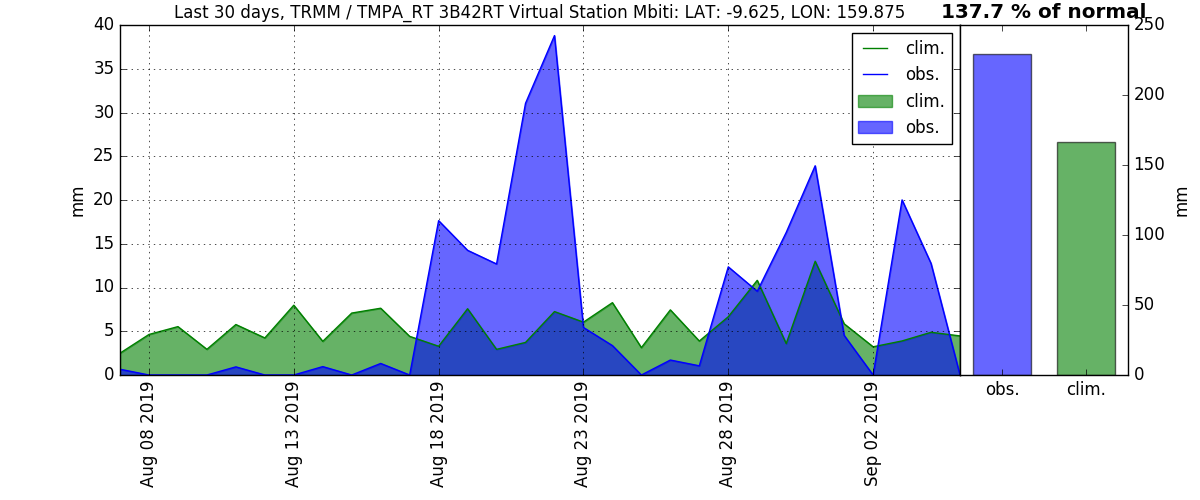 Last 30 days, TRMM / TMPA_RT 3B42RT Virtual Station Mbiti: LAT: -9.625, LON: 159.875
137.7 % of normal
40
35
30
25
20
15
10
5
0
mm
clim.
obs.
clim.
obs.
Aug 08 2019
Aug 13 2019
Aug 18 2019
Aug 23 2019
Aug 28 2019
Sep 02 2019
250
200
150
100
50
0
mm
obs.
clim.